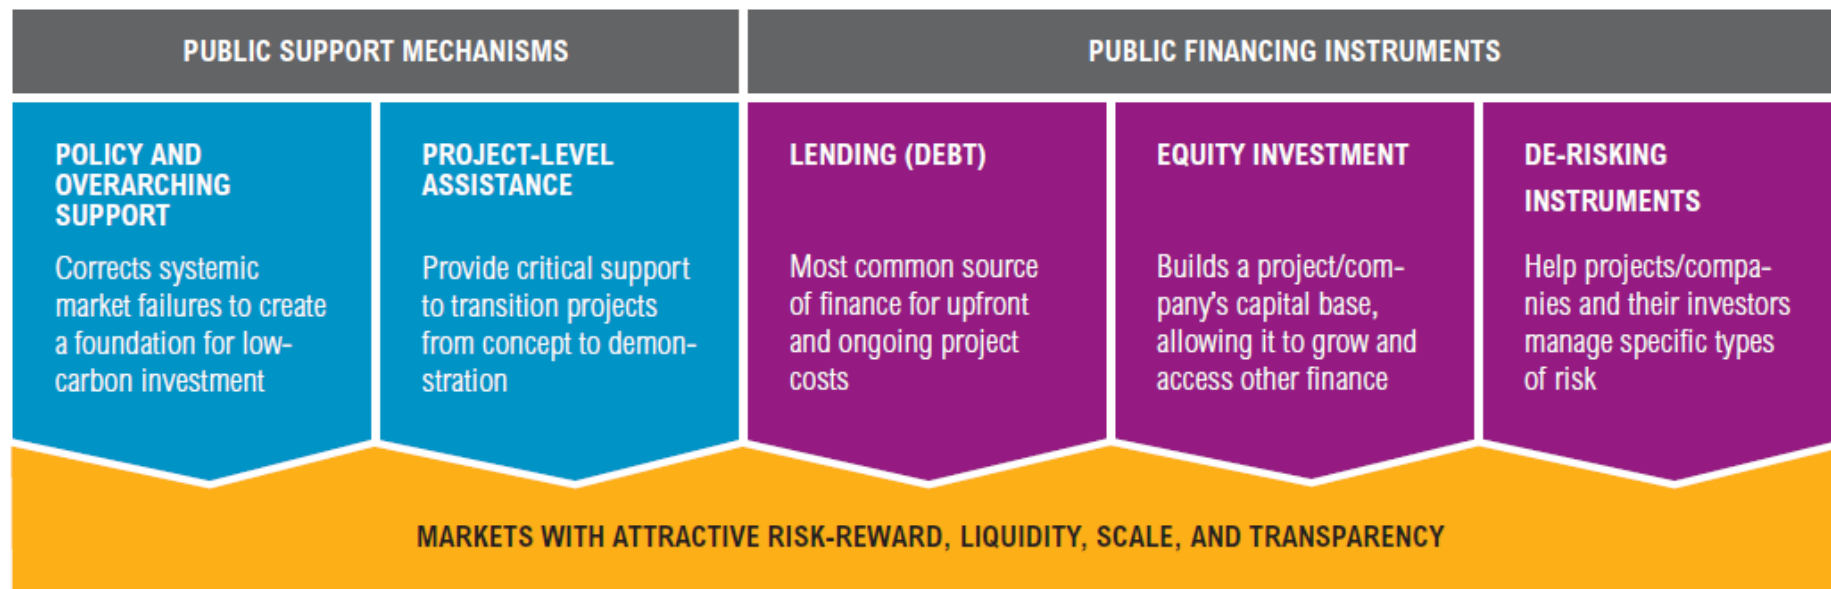 PUBLIC SUPPORT MECHANISMS
PUBLIC FINANCING INSTRUMENTS
POLICY AND
OVERARCHING
SUPPORT
Corrects systemic
market failures to create
a foundation for low-
carbon investment
PROJECT-LEVEL
ASSISTANCE
Provide critical support
to transition projects
from concept to demon-
stration
LENDING (DEBT)
Most common source
of finance for upfront
and ongoing project
costs
EQUITY INVESTMENT
Builds a project/com-
pany's capital base,
allowing it to grow and
access other finance
DE-RISKING
INSTRUMENTS
Help projects/compa-
nies and their investors
manage specific types
of risk
MARKETS WITH ATTRACTIVE RISK-REWARD, LIQUIDITY, SCALE, AND TRANSPARENCY